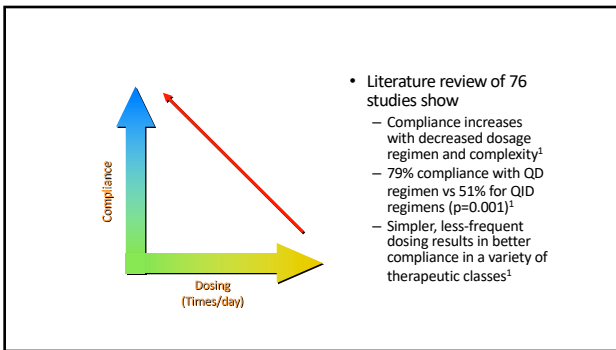 Compliance
Dosing
(Times/day)
• Literature review of 76
studies show
– Compliance increases
with decreased dosage
regimen and complexity1
– 79% compliance with QD
regimen vs 51% for QID
regimens (p=0.001)1
– Simpler, less-frequent
dosing results in better
compliance in a variety of
therapeutic classes1